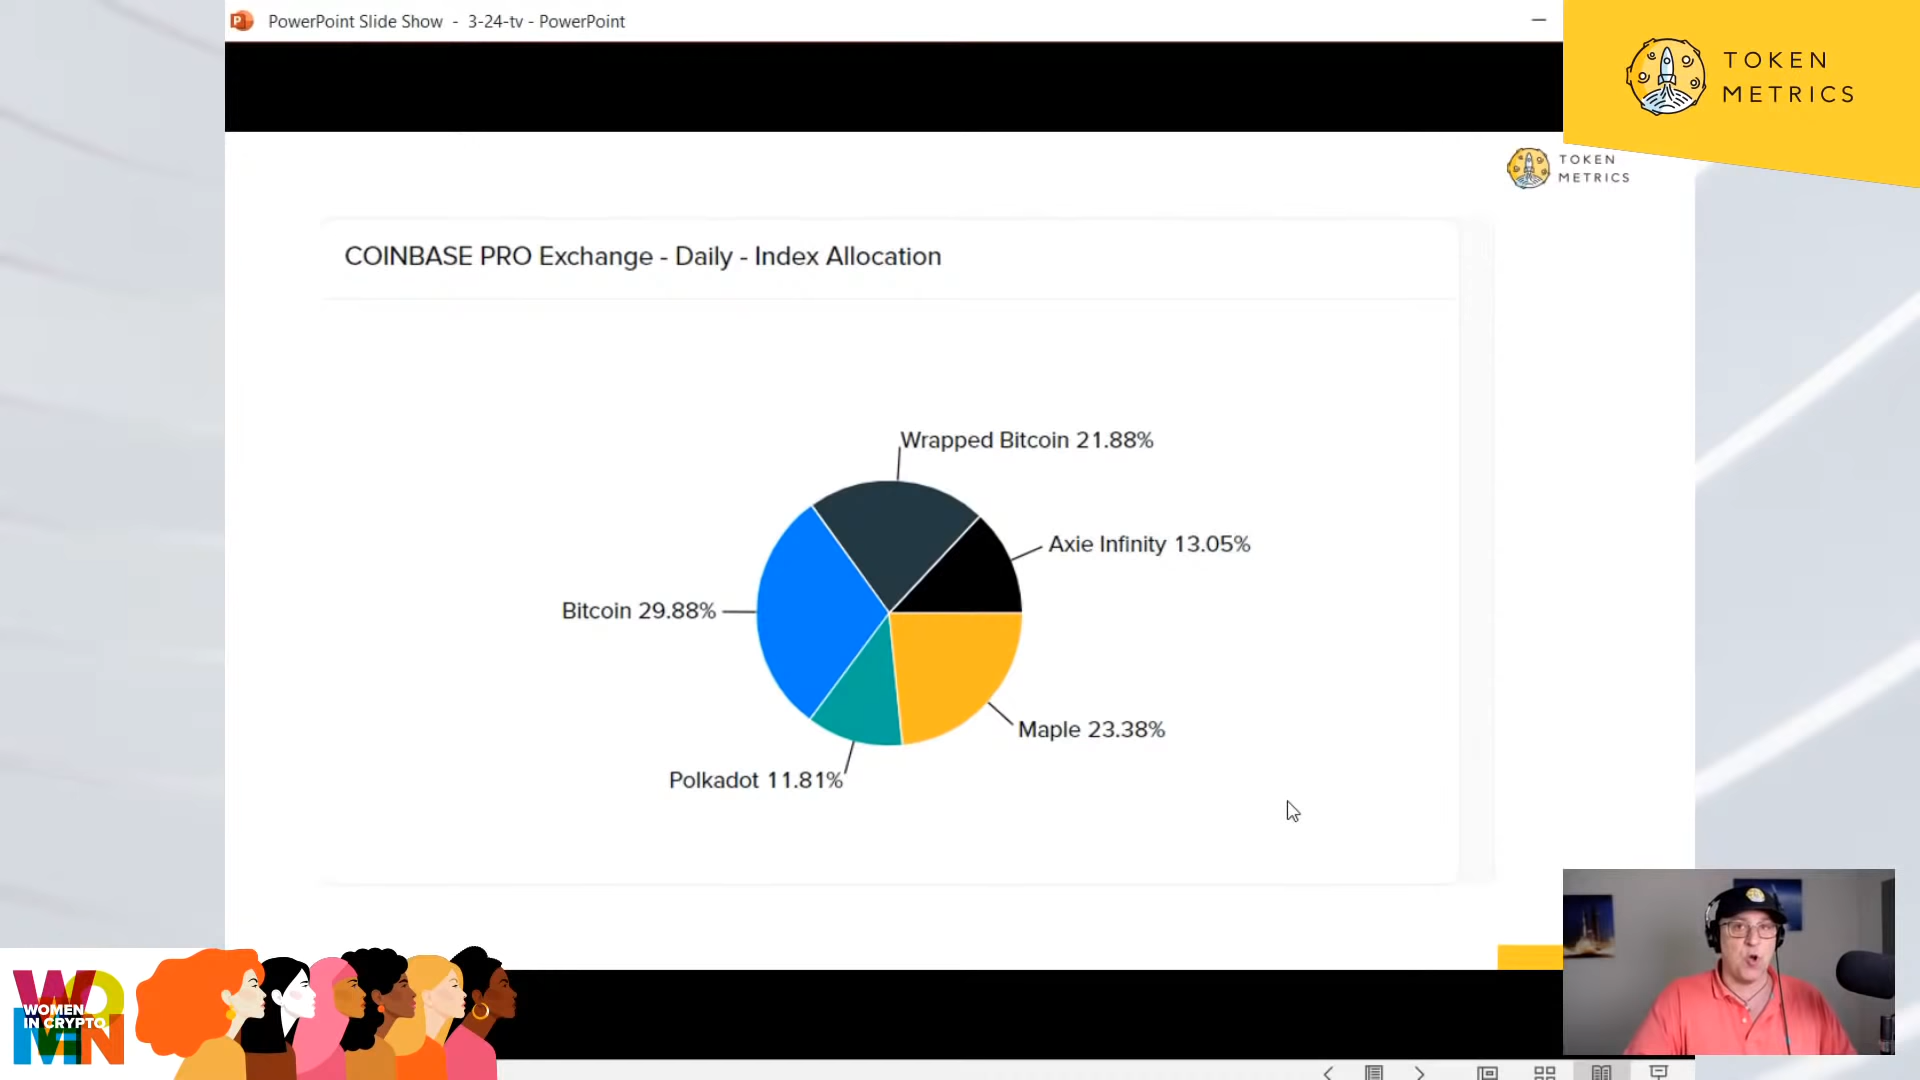 PowerPoint Slide Show - 3-24-tv - PowerPoint
TOKEN
METRICS
TOKEN
METRICS
COINBASE PRO Exchange - Daily - Index Allocation
Wrapped Bitcoin 21.88%
Axie Infinity 13.05%
Bitcoin 29.88%
Maple 23.38%
Polkadot 11.81%
WOMEN
WOMEN
IN CRYPTO